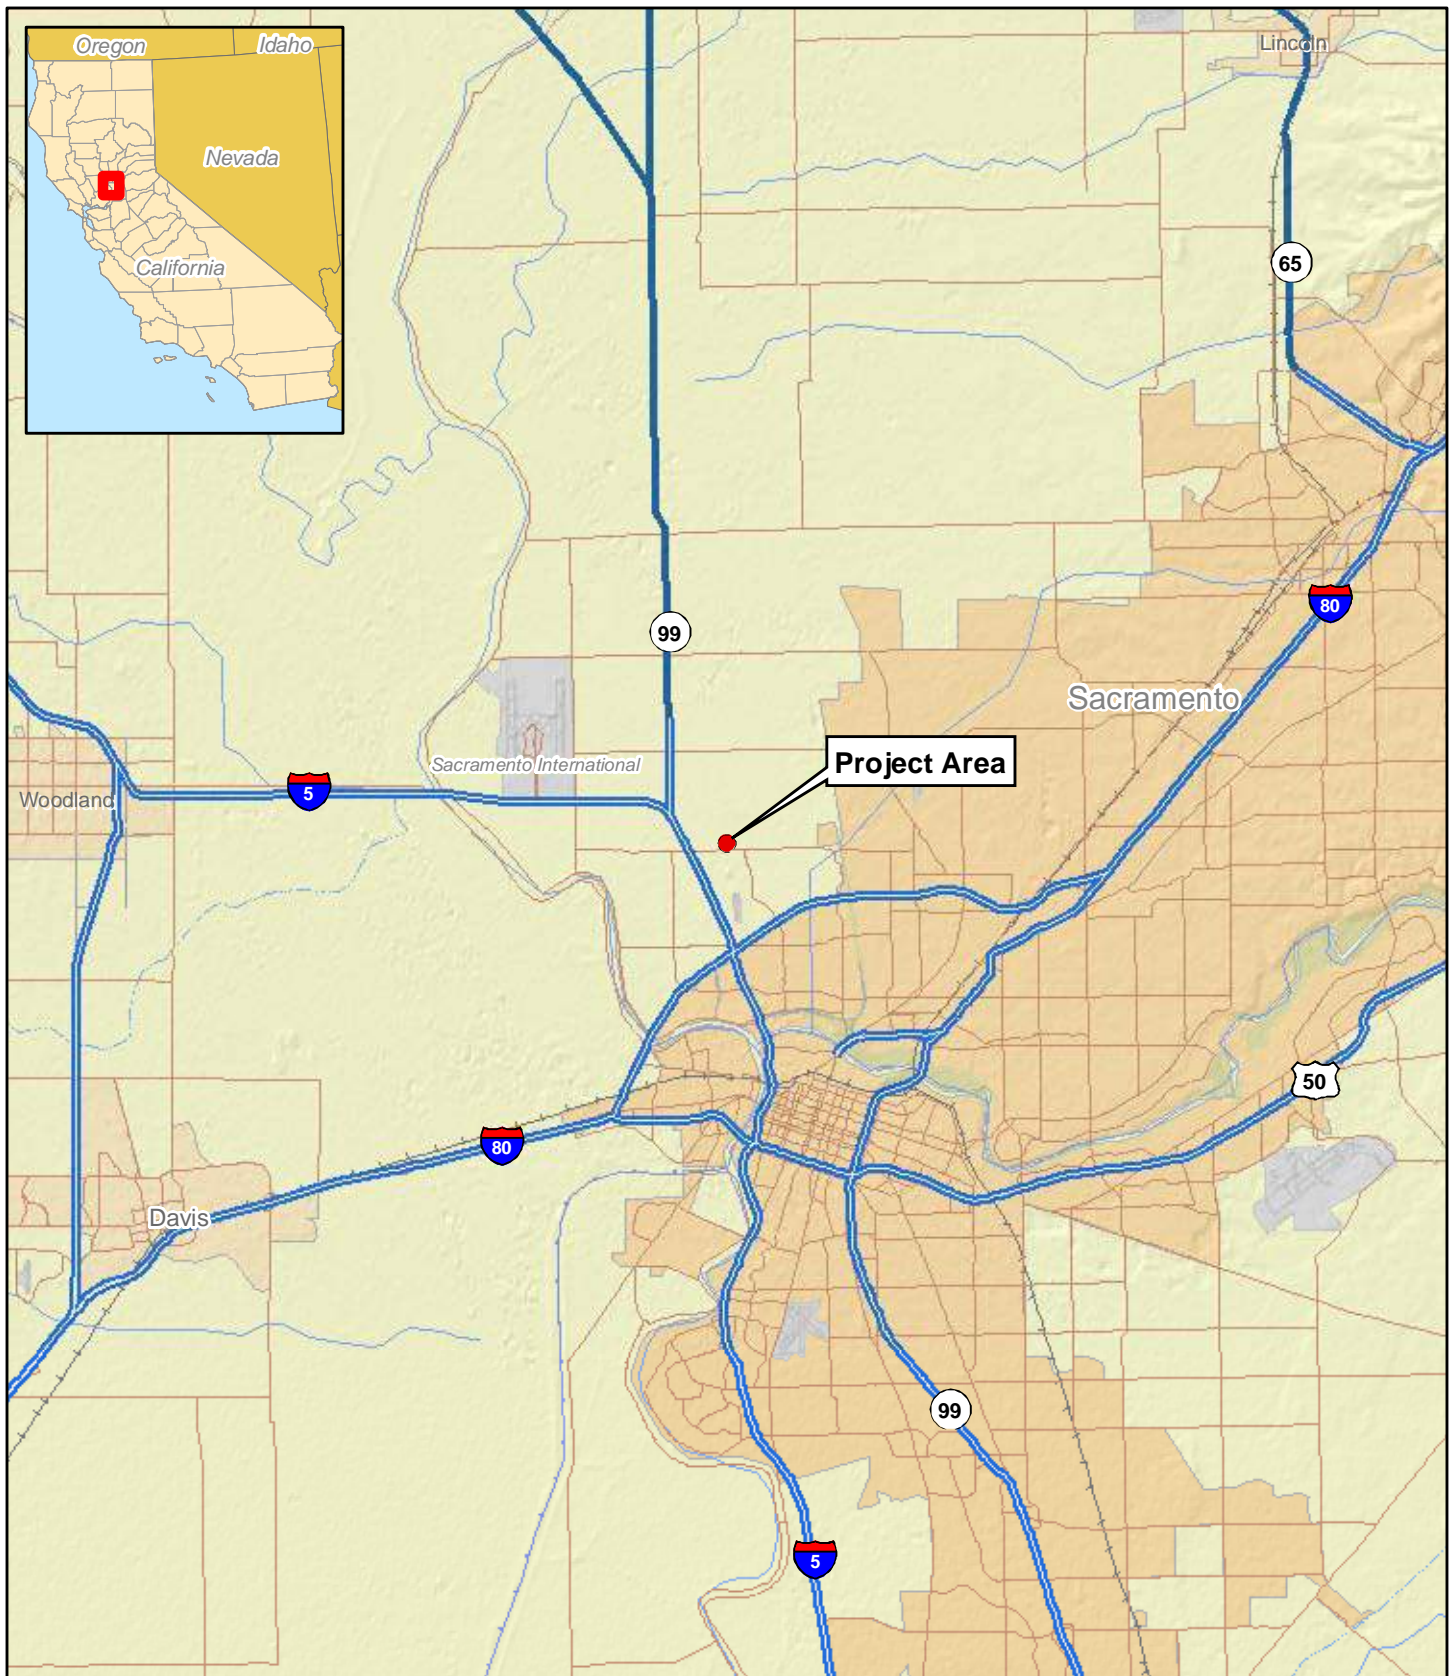 Oregon
Idaho
Nevada
California
Lincoln
65
99
80
Sacramento
Project Area
Sacramento International
5
Woodland
50
80
Davis
99
5